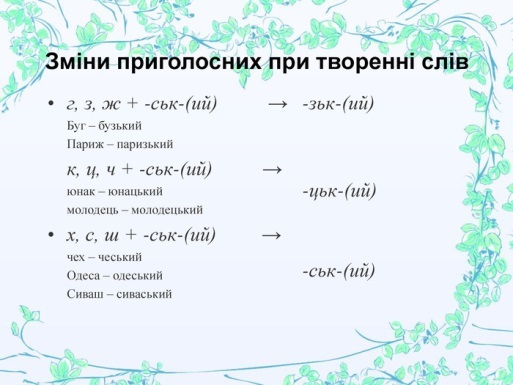 Зміни приголосних при творенні слів
• г, з, ж + -ськ-(ий) → -зьк-(ий)
Буг – бузький
Париж – паризький
к, ц, ч + -ськ-(ий) →
юнак – юнацький -цьк-(ий)
молодець – молодецький
• х, с, ш + -ськ-(ий) →
чех – чеський
Одеса – одеський -ськ-(ий)
Сиваш – сиваський